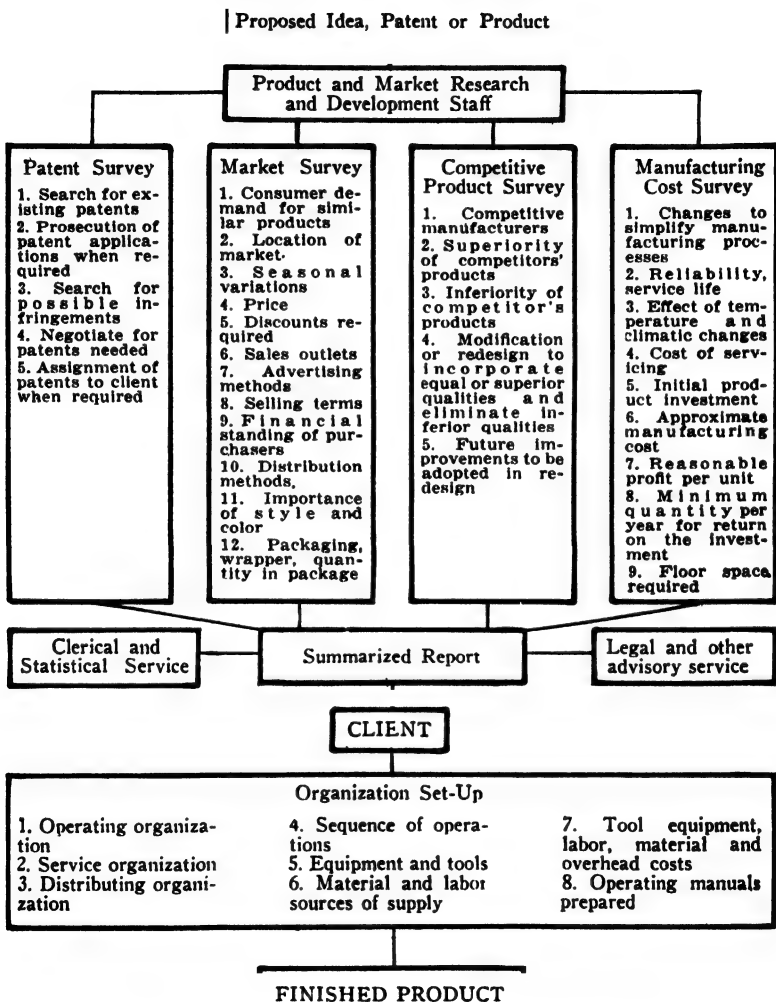 Proposed Idea, Patent or Product
Product and Market Research
and Development Staff
Patent Survey
1. Search for ex-
isting patents
2. Prosecution of
patent applica-
tions when re-
quired
3. Search for
possible in-
fringements
4. Negotiate for
patents needed
5. Assignment of
patents to client
when required
Market Survey
1. Consumer de-
mand for simi-
lar products
2. Location of
market.
3. Seasonal
variations
4. Price
5. Discounts re-
quired
6. Sales outlets
7. Advertising
methods
8. Selling terms
9. Financial
standing of pur-
chasers
10. Distribution
methods,
11. Importance
of style and
color
12. Packaging,
wrapper, quan-
tity in package
Competitive
Product Survey
1. Competitive
manufacturers
2. Superiority
of competitors'
products
3. Inferiority of
competitor's
products
4. Modification
or redesign to
incorporate
equal or superior
qualities and
eliminate in-
ferior qualities
5. Future im-
provements to be
adopted in re-
design
Manufacturing
Cost Survey
1. Changes to
simplify manu-
facturing proc-
esses
2. Reliability,
service life
3. Effect of tem-
perature and
climatic changes
4. Cost of serv-
icing
5. Initial prod-
uct investment
6. Approximate
manufacturing
cost
7. Reasonable
profit per unit
8. Minimum
quantity per
year for return
on the invest-
ment
9. Floor space
required
Clerical and
Statistical Service
Summarized Report
Legal and other
advisory service
CLIENT
Organization Set-Up
1. Operating organiza-
tion
2. Service organization
3. Distributing organi-
zation
4. Sequence of opera-
tions
5. Equipment and tools
6. Material and labor
sources of supply
7. Tool equipment,
labor, material and
overhead costs
8. Operating manuals
prepared
FINISHED PRODUCT